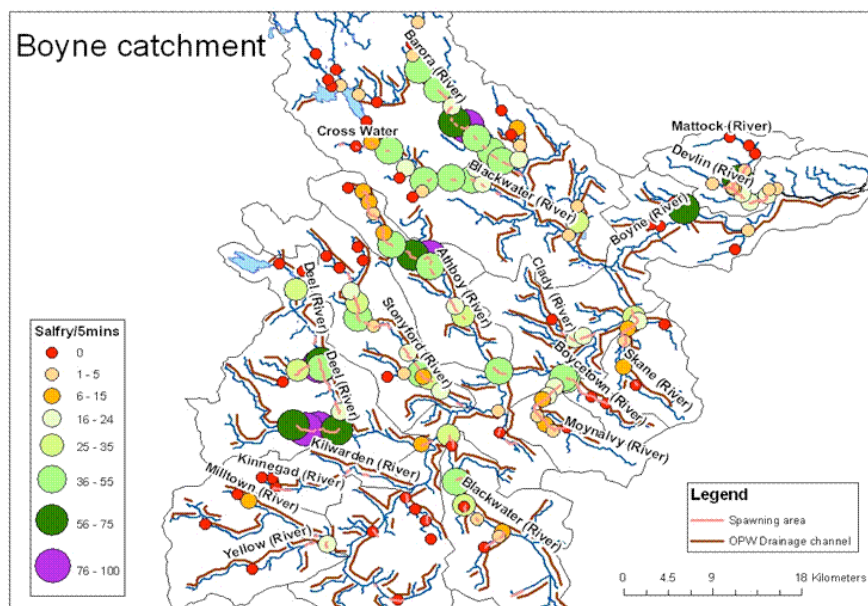 Boyne catchment
Barora (River)
Cross Water
Mattock (River)
Devlin (River)
Blackwater (River)
Boyne (River)
Athboy (River)
Deel (River)
Clady (River)
Stonyford (River)
Deel (River)
Skane (River)
Boycetown (River)
Moynalvy (River)
Kilwarden (River)
Kinnegad (River)
Milltown (River)
Blackwater (River)
Yellow (River)
Salfry/5mins
0
1 - 5
6 - 15
16 - 24
25 - 35
36 - 55
56 - 75
76 - 100
Legend
Spawning area
OPW Drainage channel
0 4.5 9 18 Kilometers